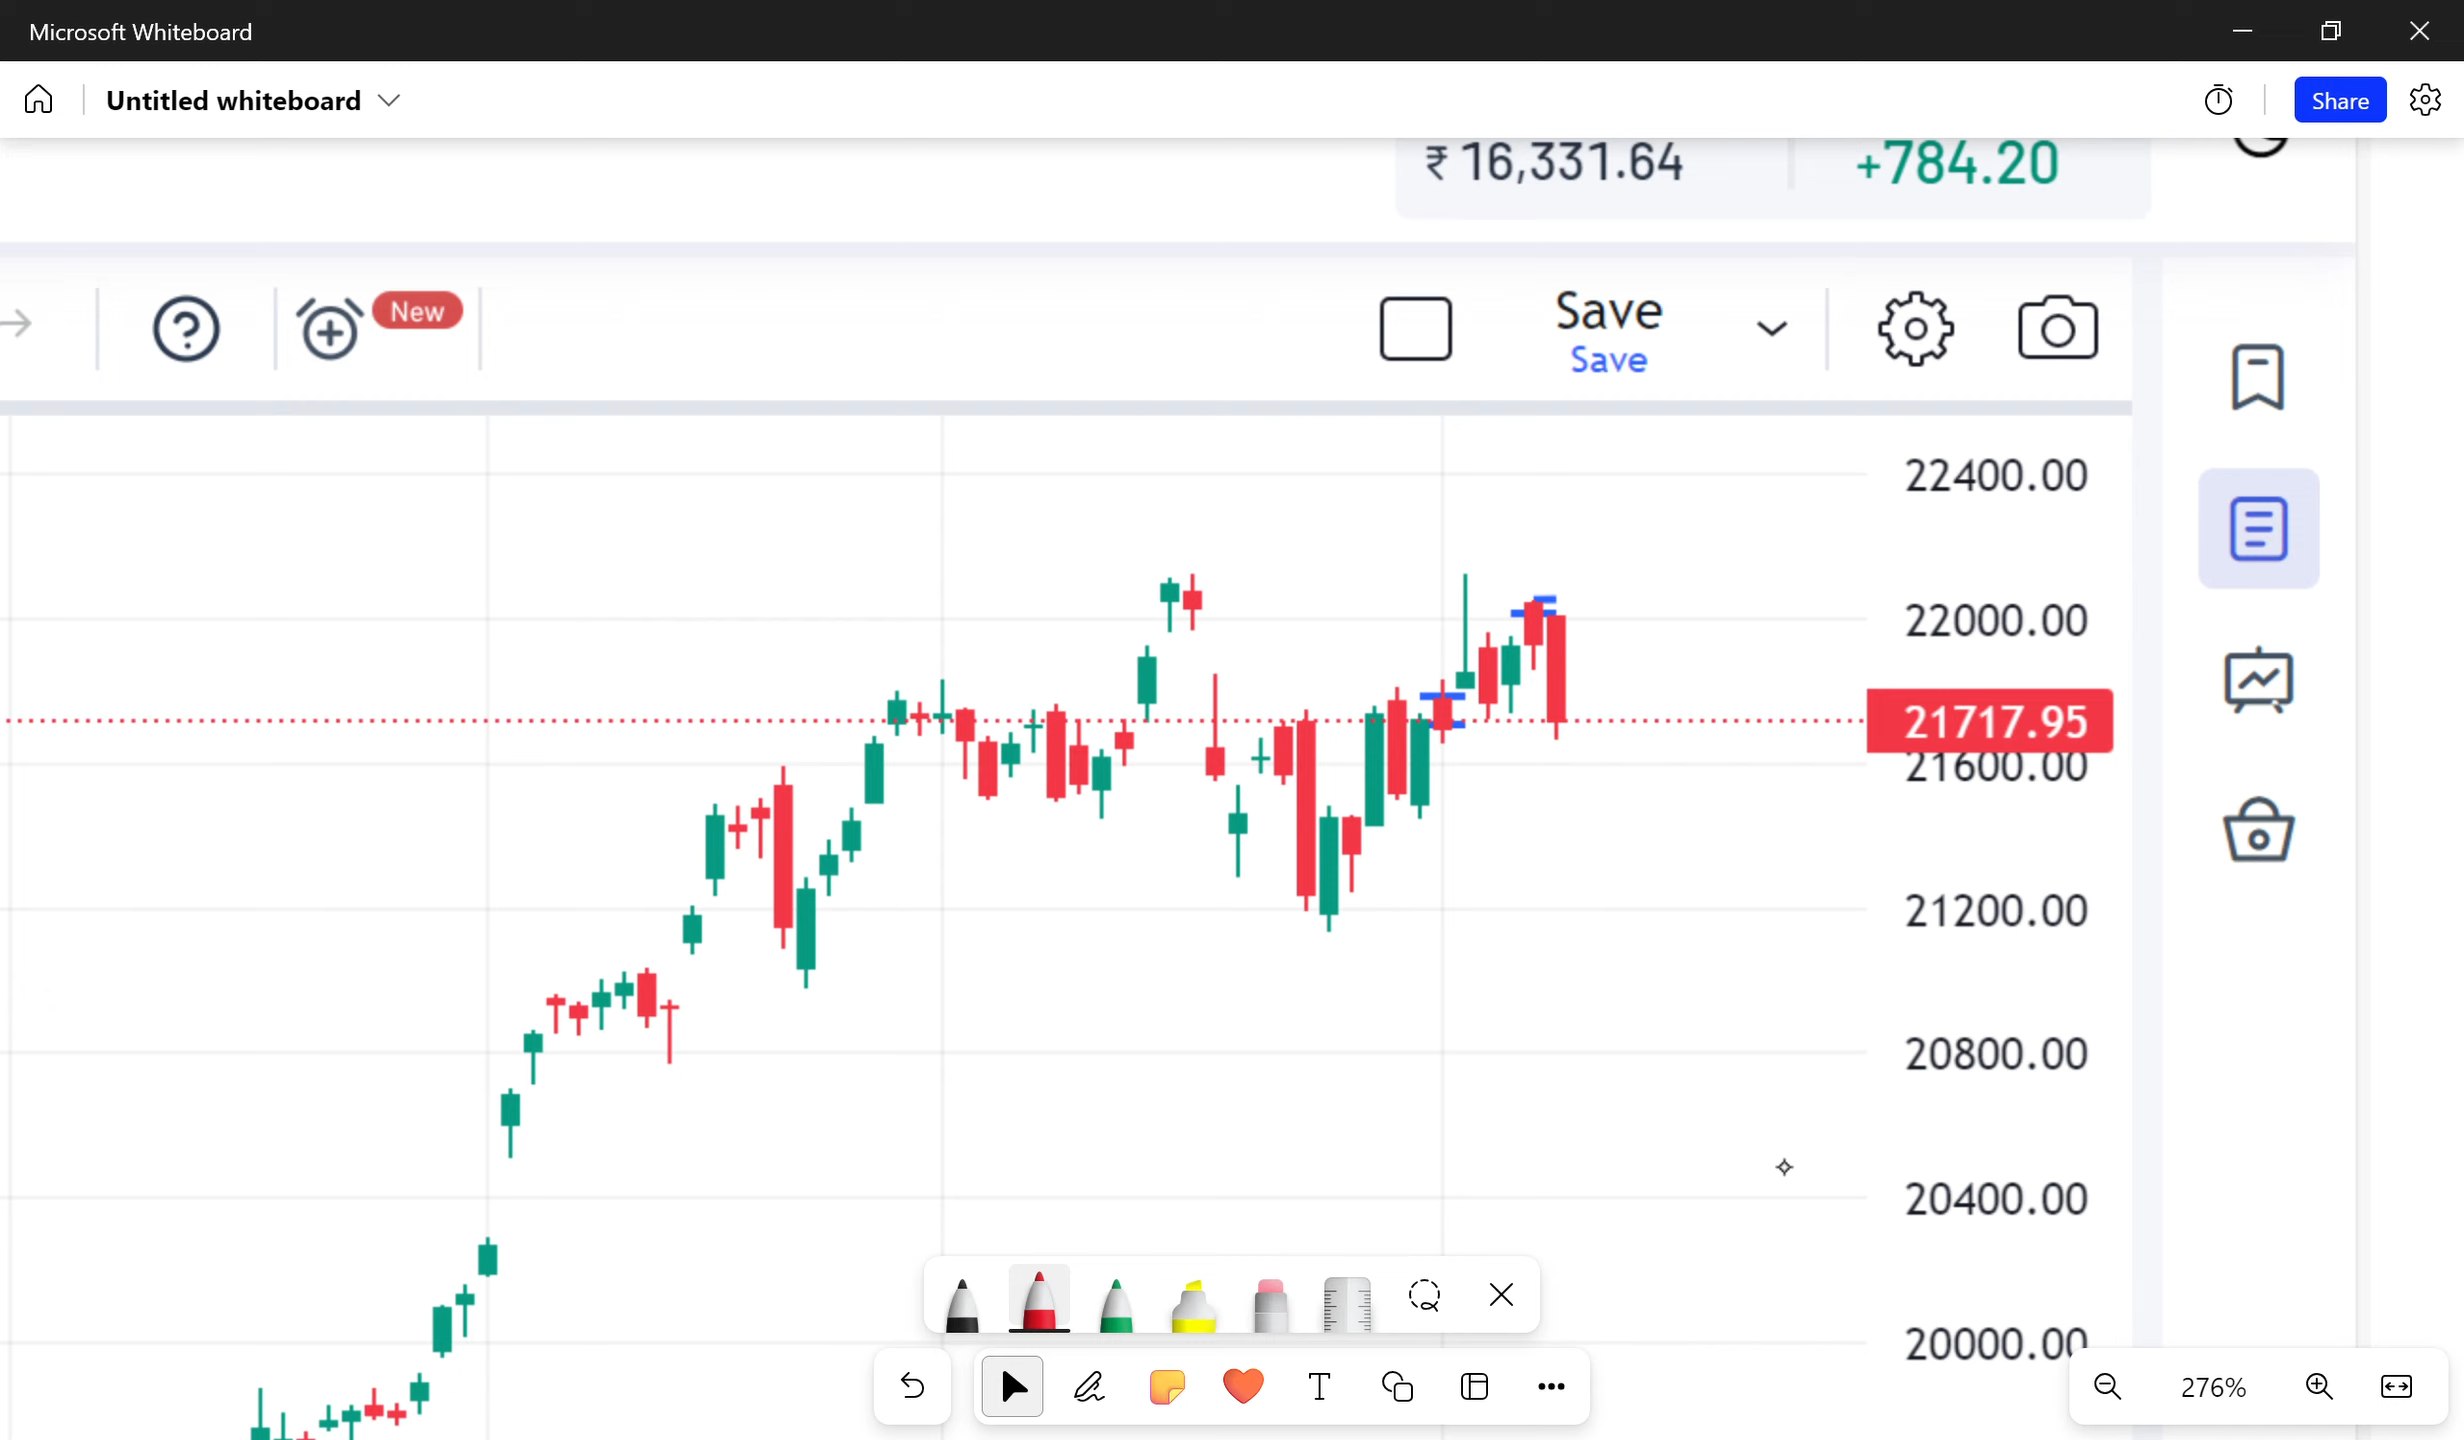 Microsoft Whiteboard
Untitled whiteboard
Share
₹ 16,331.64
+784.20
New
Save
Save
22400.00
22000.00
21717.95
21600.00
21200.00
20800.00
20400.00
20000.00
276%